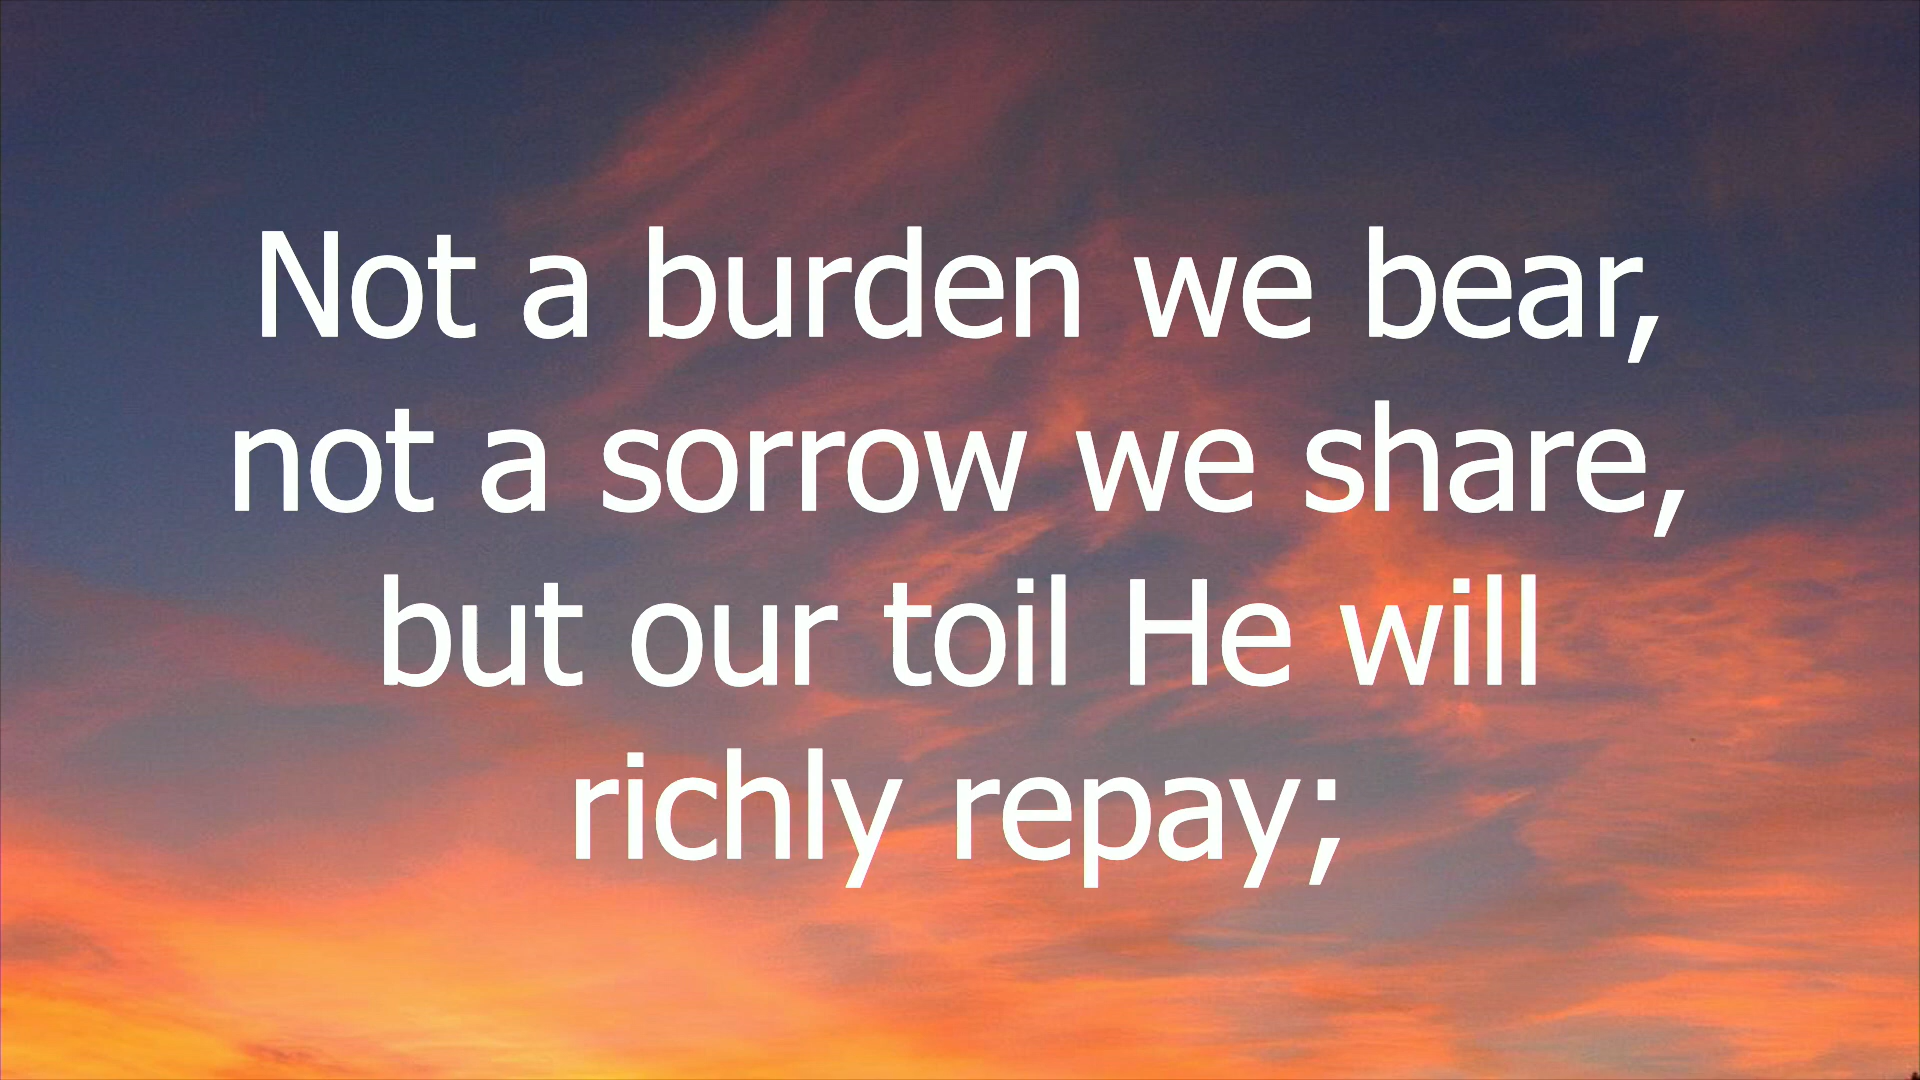 Not a burden we bear,
not a sorrow we share,
but our toil He will
richly repay;